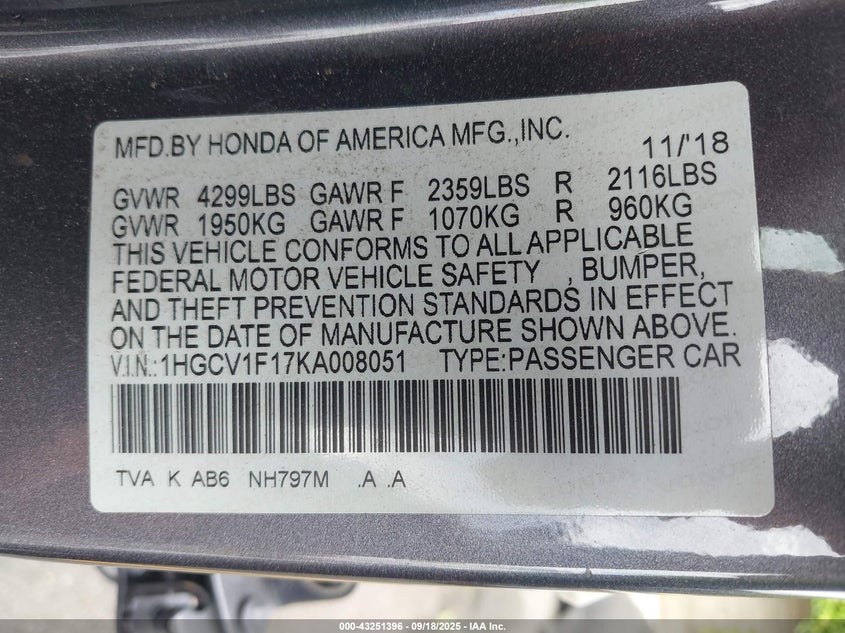 MFD.BY HONDA OF AMERICA MFG.,INC. 11/'18
GVWR 4299LBS GAWR F 2359LBS R 2116LBS
GVWR 1950KG GAWR F 1070KG R 960KG
THIS VEHICLE CONFORMS TO ALL APPLICABLE
FEDERAL MOTOR VEHICLE SAFETY , BUMPER,
AND THEFT PREVENTION STANDARDS IN EFFECT
ON THE DATE OF MANUFACTURE SHOWN ABOVE.
V.I.N.:1HGCV1F17KA008051 TYPE:PASSENGER CAR
TVA K AB6 NH797M .A .A
000-43251396 - 09/18/2025 - IAA Inc.